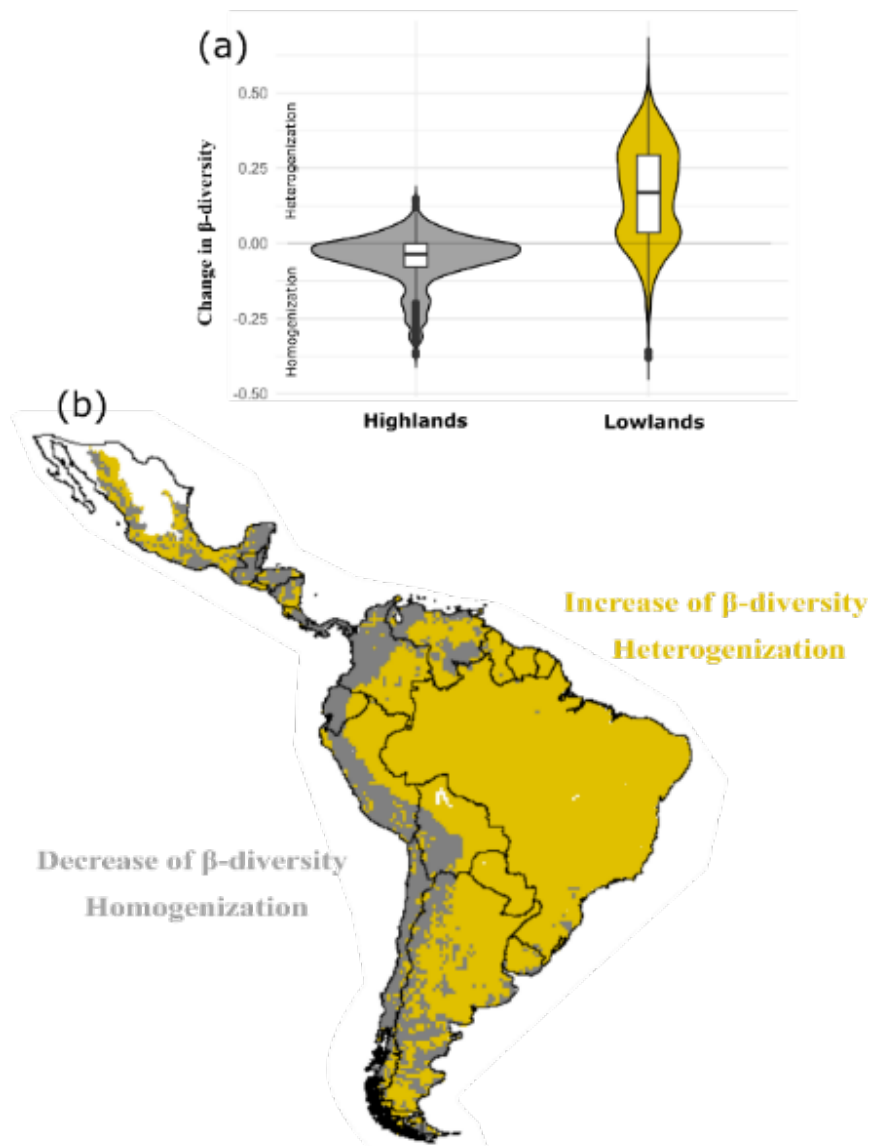 (a)
Change in β-diversity
0.50
0.25
0.00
-0.25
-0.50
Heterogenization
Homogenization
Highlands
Lowlands
(b)
Increase of β-diversity
Heterogenization
Decrease of β-diversity
Homogenization